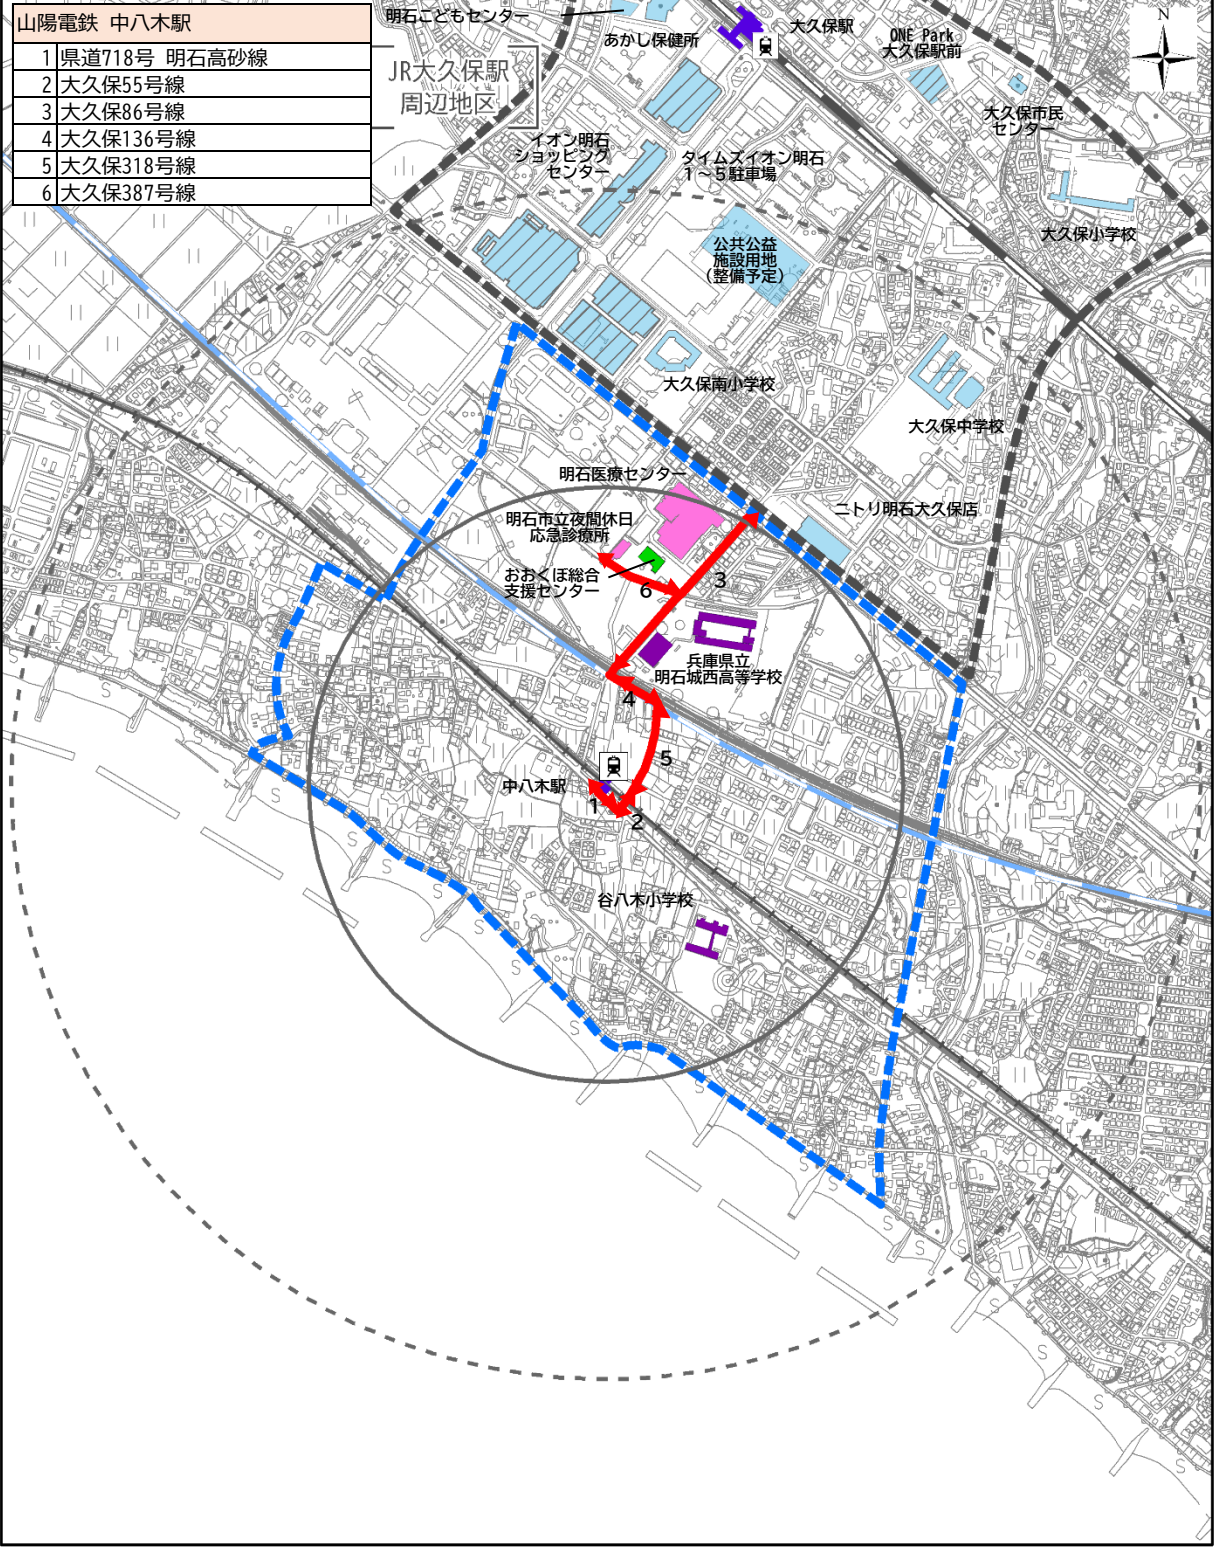 山陽電鉄 中八木駅
1 県道718号 明石高砂線
2 大久保55号線
3 大久保86号線
4 大久保136号線
5 大久保318号線
6 大久保387号線
明石こどもセンター
あかし保健所
大久保駅
ONE Park
大久保駅前
N
JR大久保駅
周辺地区
大久保市民
センター
イオン明石
ショッピング
センター
タイムズイオン明石
1～5駐車場
大久保小学校
公共公益
施設用地
(整備予定)
大久保南小学校
大久保中学校
明石医療センター
ニトリ明石大久保店
明石市立夜間休日
応急診療所
おおくぼ総合
支援センター
3
6
兵庫県立
明石城西高等学校
4
5
中八木駅
1
2
谷八木小学校